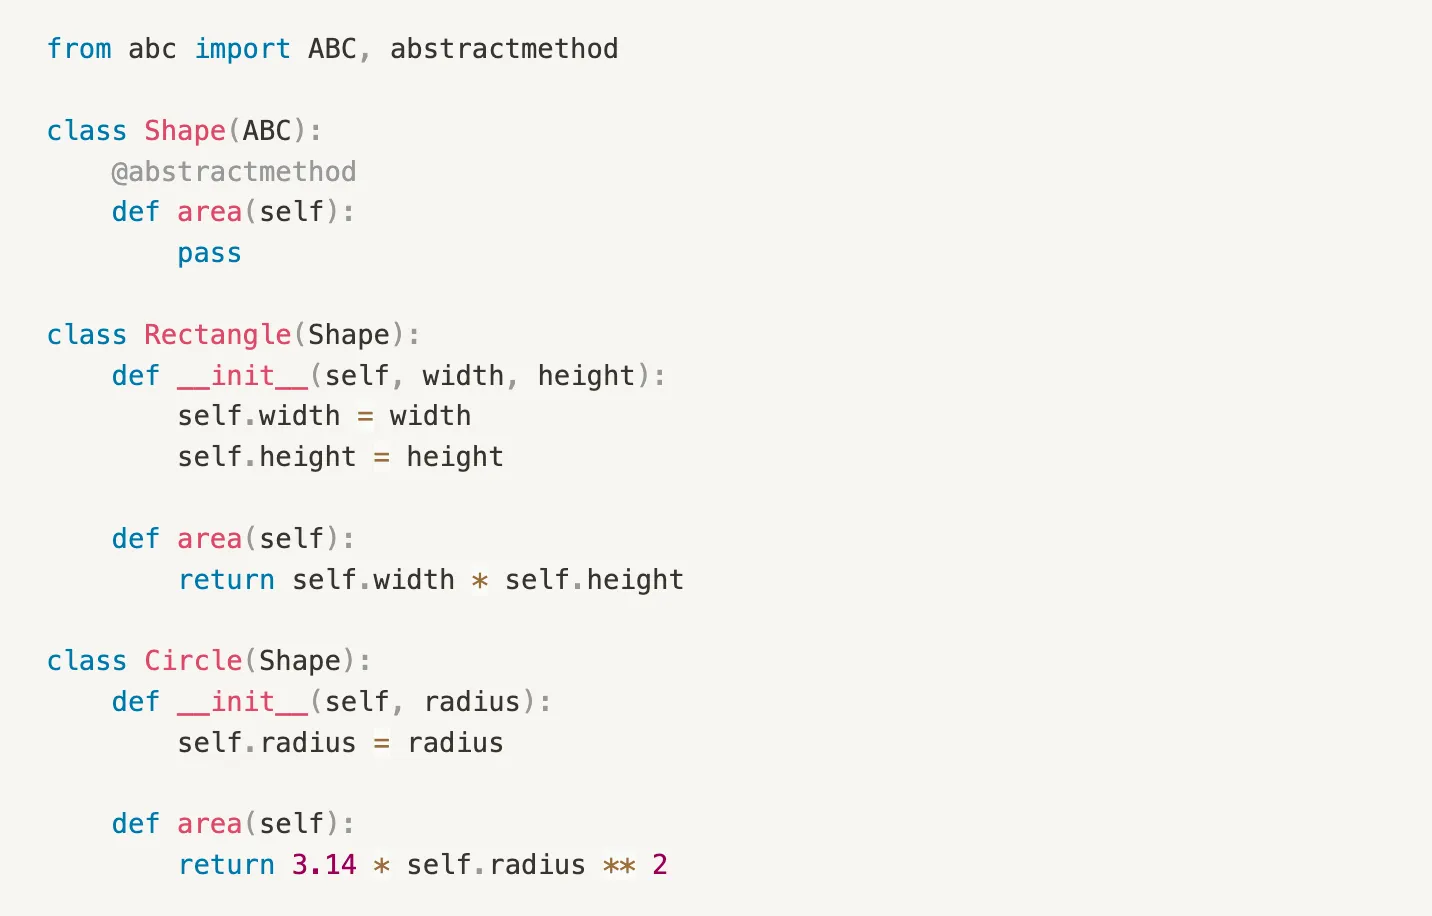 from abc import ABC, abstractmethod

class Shape(ABC):
    @abstractmethod
    def area(self):
        pass

class Rectangle(Shape):
    def __init__(self, width, height):
        self.width = width
        self.height = height

    def area(self):
        return self.width * self.height

class Circle(Shape):
    def __init__(self, radius):
        self.radius = radius

    def area(self):
        return 3.14 * self.radius ** 2